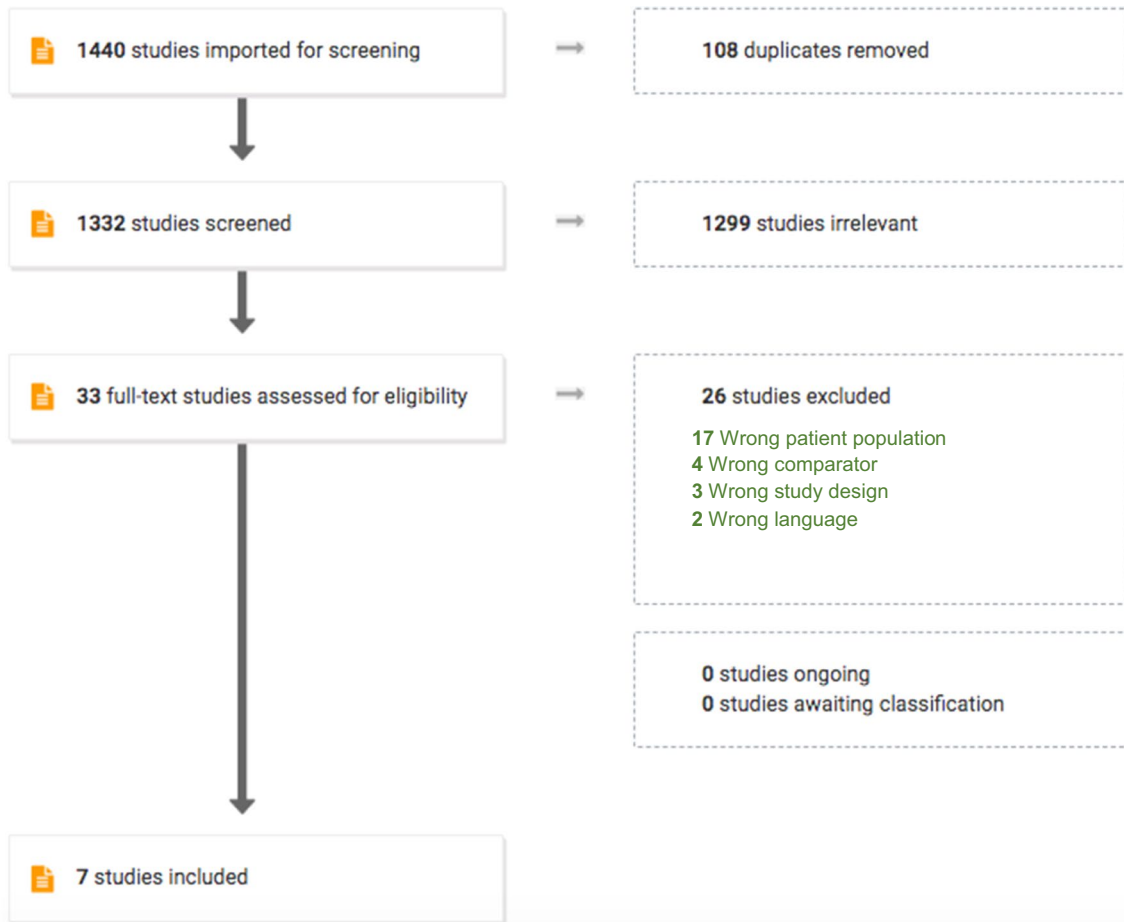 1440 studies imported for screening
108 duplicates removed
1332 studies screened
1299 studies irrelevant
33 full-text studies assessed for eligibility
26 studies excluded
17 Wrong patient population
4 Wrong comparator
3 Wrong study design
2 Wrong language
0 studies ongoing
0 studies awaiting classification
7 studies included